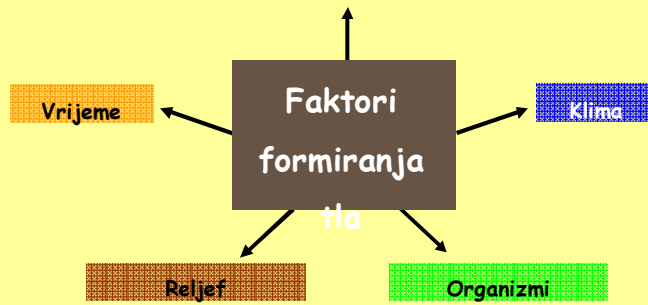 Faktori
formiranja
tla
Vrijeme
Klima
Reljef
Organizmi